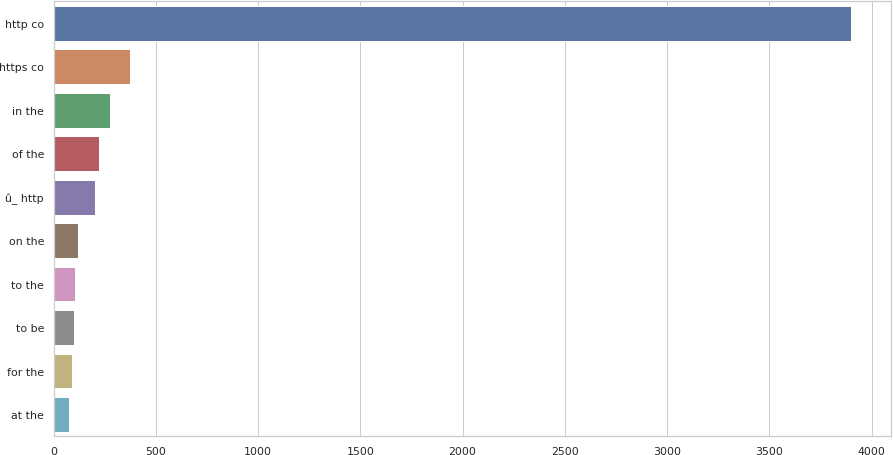 http co
https co
in the
of the
û_ http
on the
to the
to be
for the
at the
0 500 1000 1500 2000 2500 3000 3500 4000